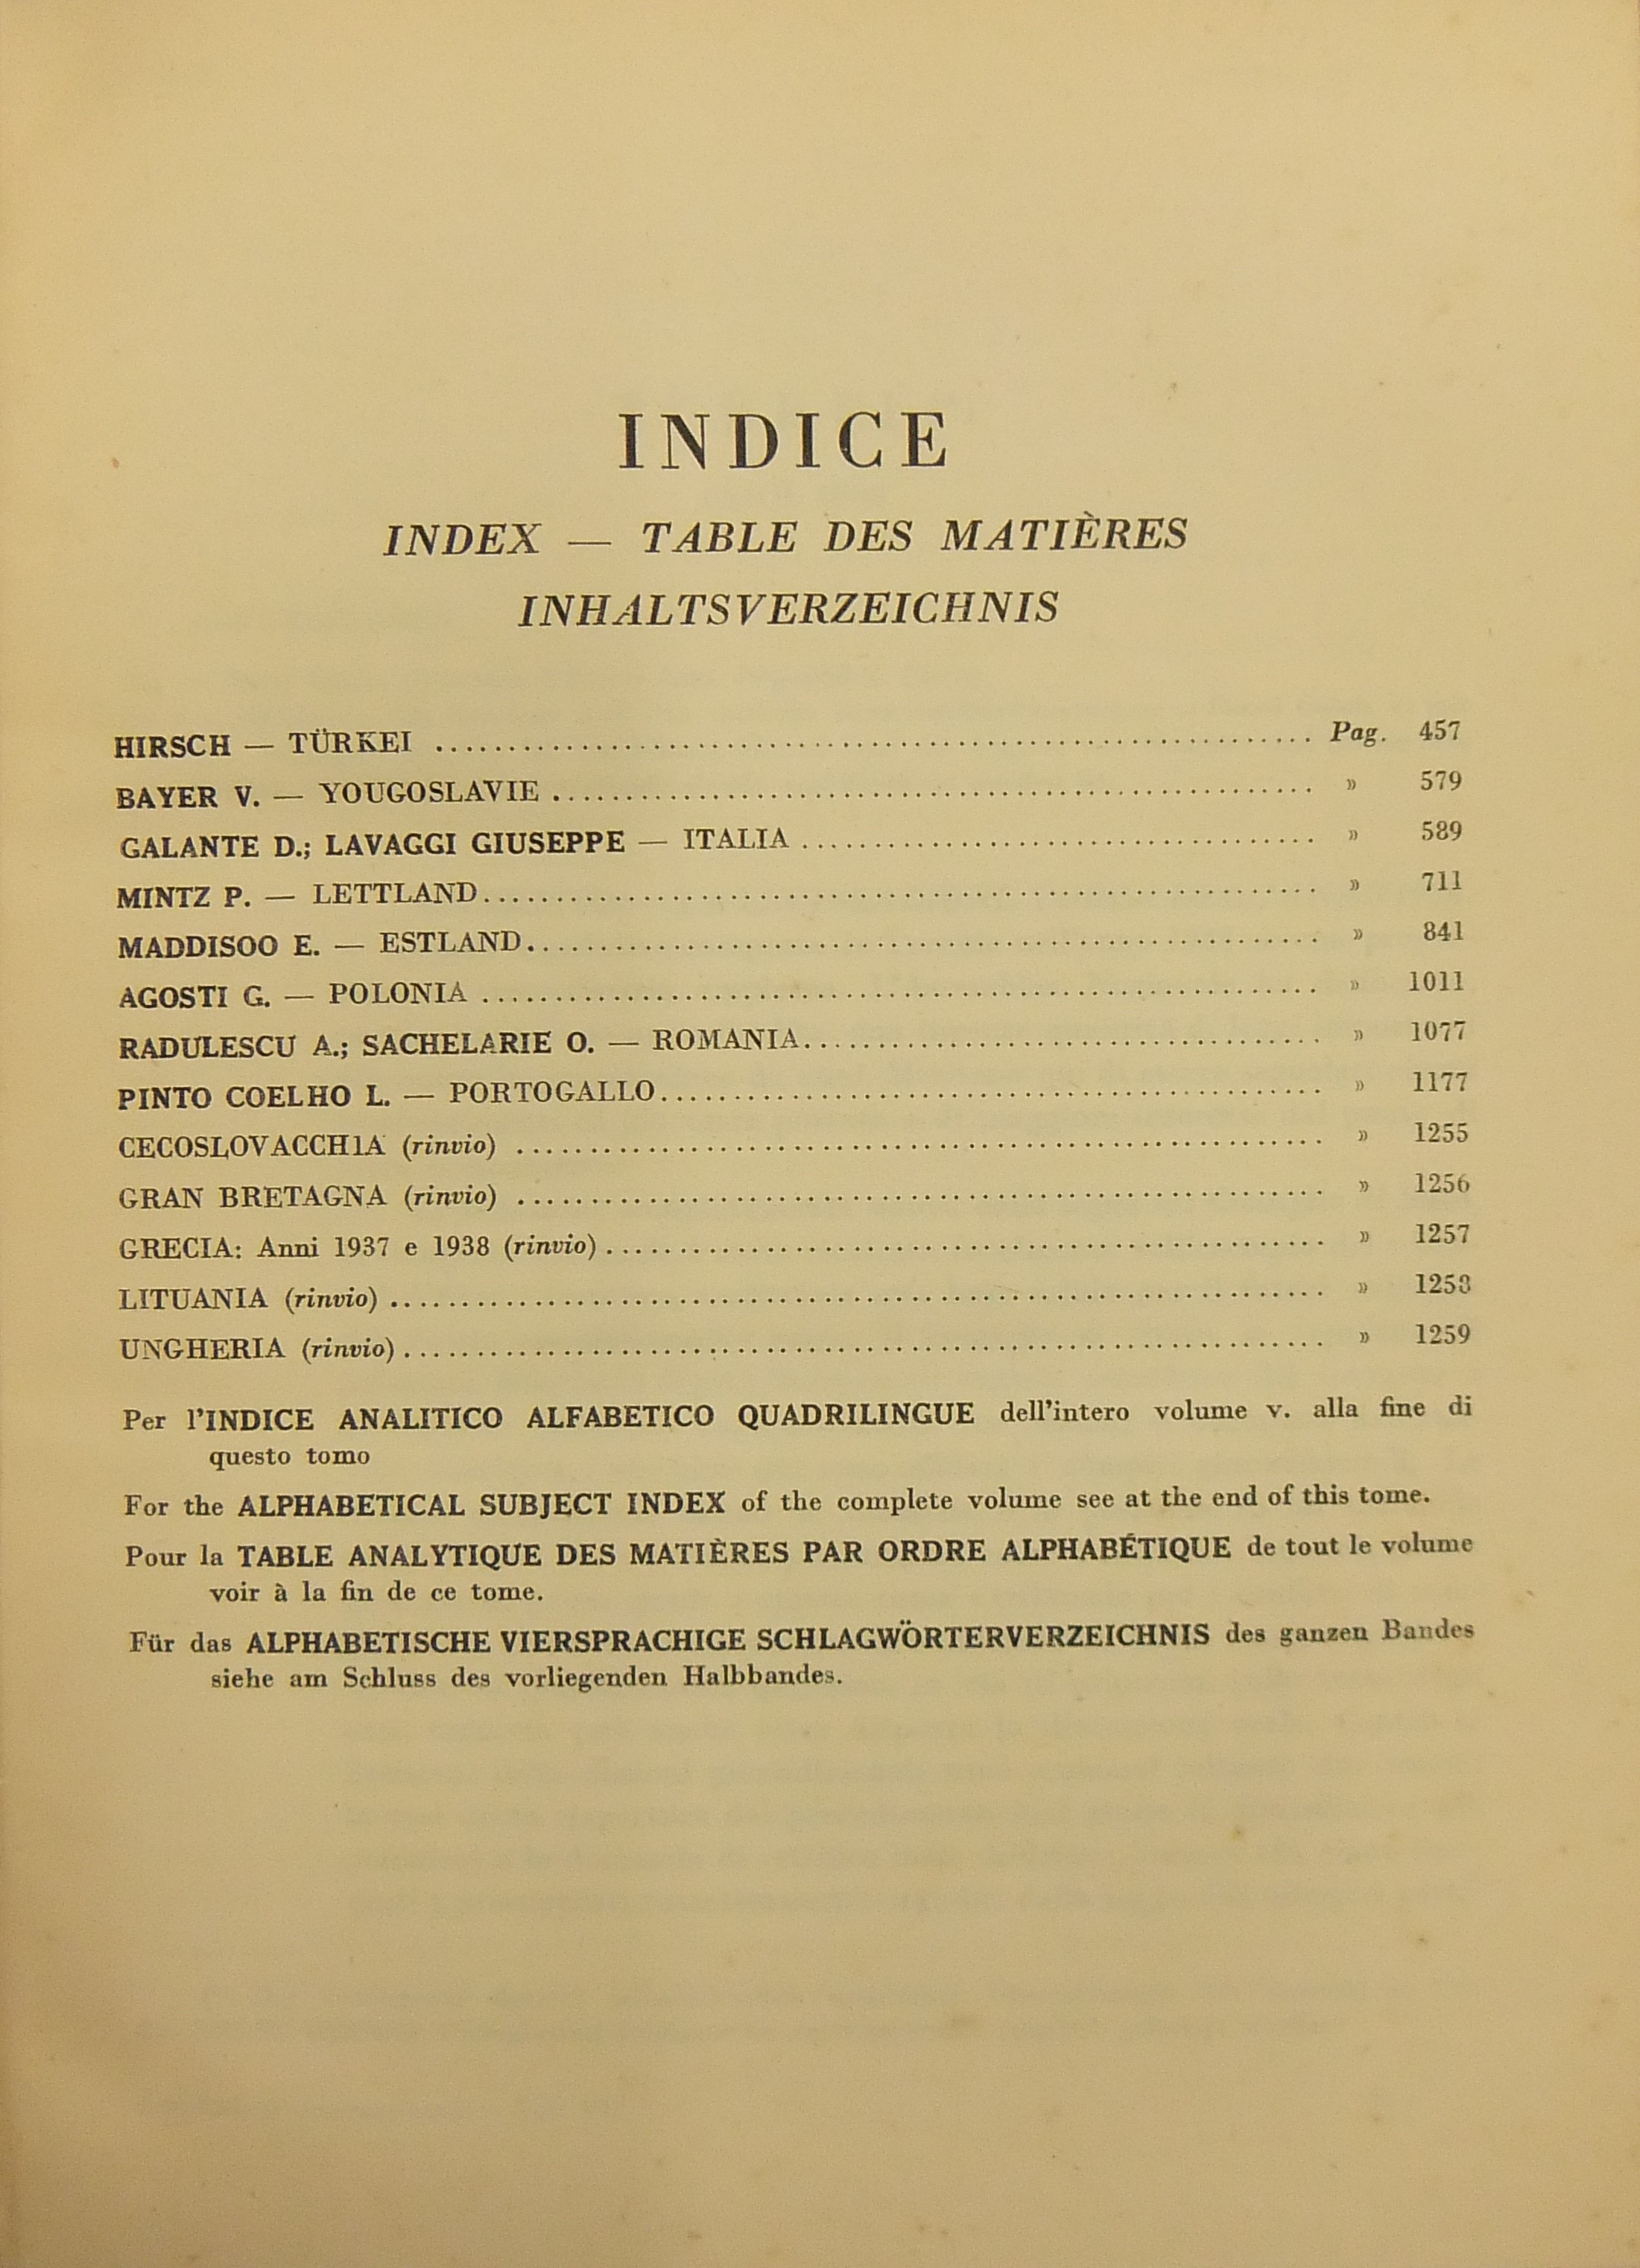 INDICE
INDEX — TABLE DES MATIÈRES
INHALTSVERZEICHNIS
HIRSCH — TÜRKEI .......... Pag. 457
BAYER V. — YOUGOSLAVIE .......... » 579
GALANTE D.; LAVAGGI GIUSEPPE — ITALIA .......... » 589
MINTZ P. — LETTLAND .......... » 711
MADDISOO E. — ESTLAND .......... » 841
AGOSTI G. — POLONIA .......... » 1011
RADULESCU A.; SACHELARIE O. — ROMANIA .......... » 1077
PINTO COELHO L. — PORTOGALLO .......... » 1177
CECOSLOVACCHIA (rinvio) .......... » 1255
GRAN BRETAGNA (rinvio) .......... » 1256
GRECIA: Anni 1937 e 1938 (rinvio) .......... » 1257
LITUANIA (rinvio) .......... » 1258
UNGHERIA (rinvio) .......... » 1259
Per l'INDICE ANALITICO ALFABETICO QUADRILINGUE dell'intero volume v. alla fine di
questo tomo
For the ALPHABETICAL SUBJECT INDEX of the complete volume see at the end of this tome.
Pour la TABLE ANALYTIQUE DES MATIÈRES PAR ORDRE ALPHABÉTIQUE de tout le volume
voir à la fin de ce tome.
Für das ALPHABETISCHE VIERSPRACHIGE SCHLAGWÖRTERVERZEICHNIS des ganzen Bandes
siehe am Schluss des vorliegenden Halbbandes.